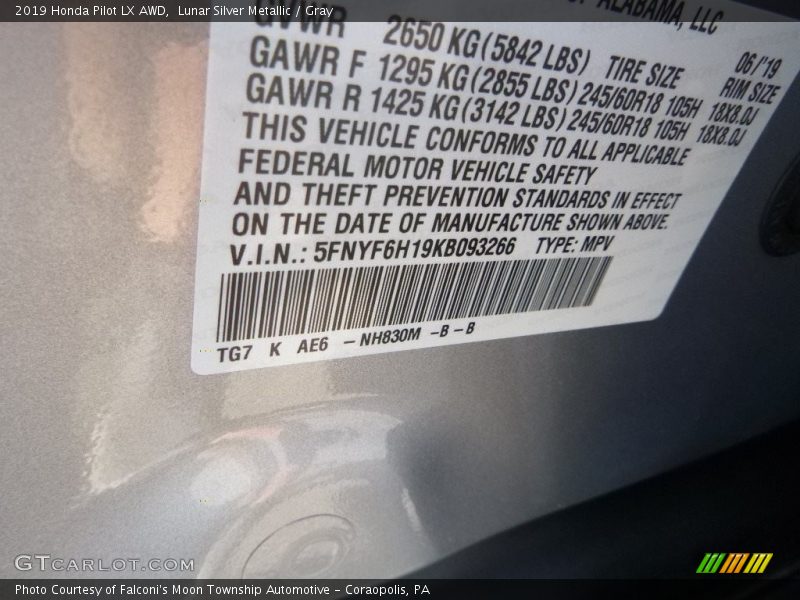 2019 Honda Pilot LX AWD,  Lunar Silver Metallic / Gray
ALABAMA, LLC
GVWR 2650 KG(5842 LBS) TIRE SIZE 06/'19 RIM SIZE
GAWR F 1295 KG(2855 LBS) 245/60R18 105H 18X8.0J
GAWR R 1425 KG(3142 LBS) 245/60R18 105H 18X8.0J
THIS VEHICLE CONFORMS TO ALL APPLICABLE
FEDERAL MOTOR VEHICLE SAFETY
AND THEFT PREVENTION STANDARDS IN EFFECT
ON THE DATE OF MANUFACTURE SHOWN ABOVE.
V.I.N.: 5FNYF6H19KB093266 TYPE: MPV
TG7 K AE6 – NH830M –B–B
GTCARLOT.COM
Photo Courtesy of Falconi's Moon Township Automotive – Coraopolis, PA